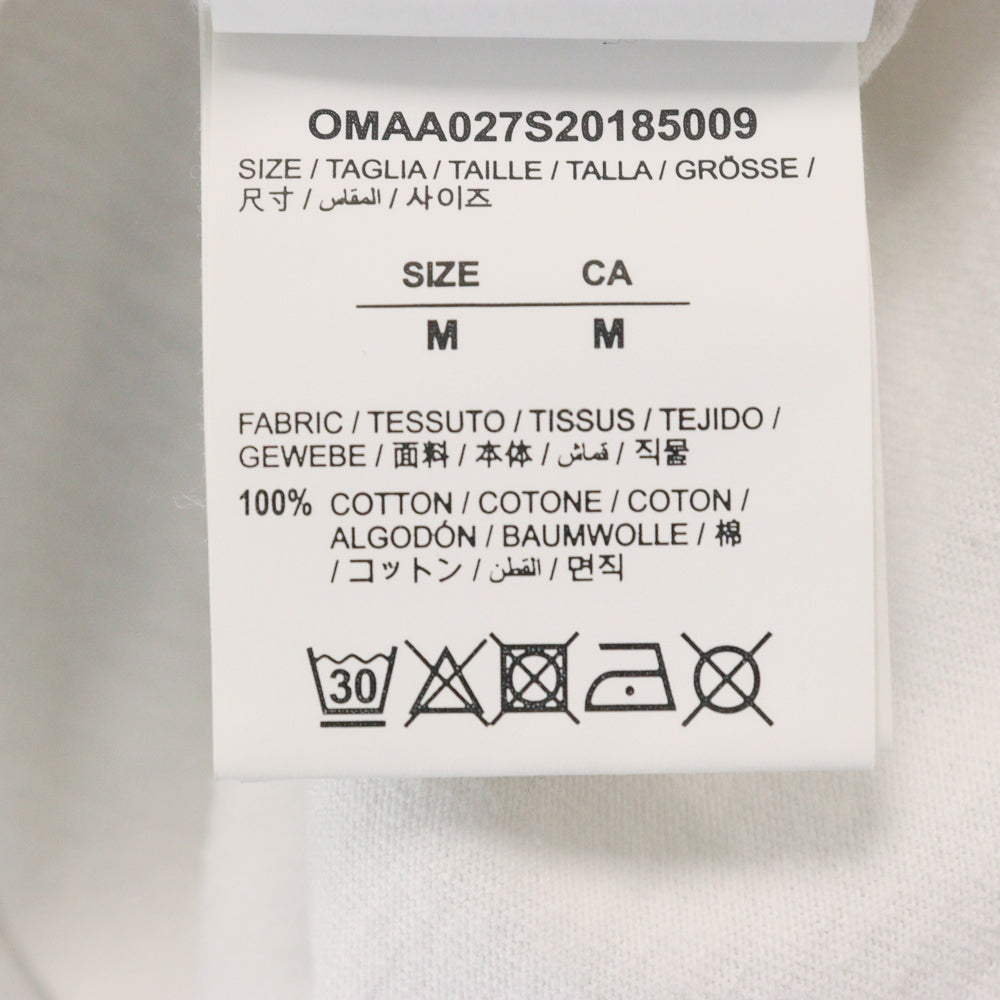 OMAA027S20185009
SIZE / TAGLIA / TAILLE / TALLA / GRÖSSE /
尺寸 / المقاس / 사이즈
SIZE CA
M M
FABRIC / TESSUTO / TISSUS / TEJIDO /
GEWEBE / 面料 / 本体 / قماش / 직물
100% COTTON / COTONE / COTON /
ALGODÓN / BAUMWOLLE / 棉
/ コットン / القطن / 면직
30